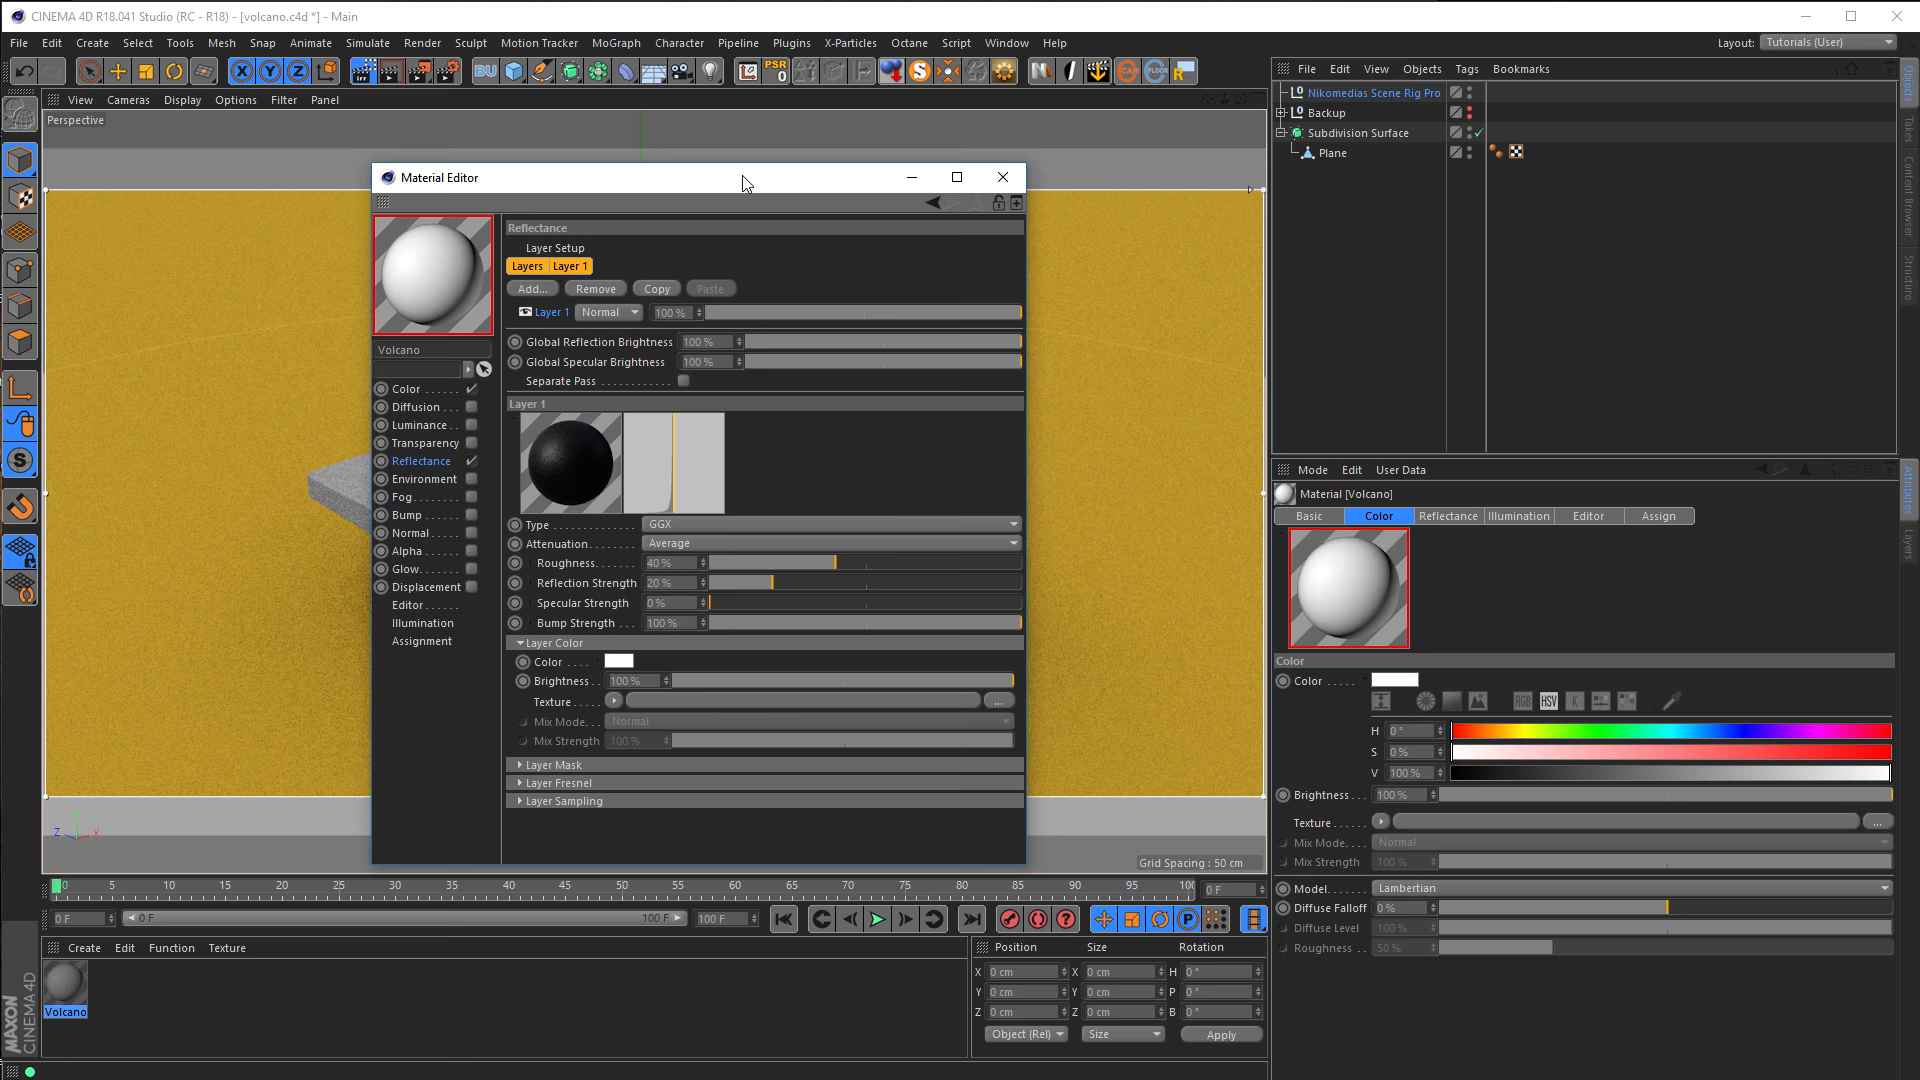 CINEMA 4D R18.041 Studio (RC - R18) - [volcano.c4d *] - Main
File Edit Create Select Tools Mesh Snap Animate Simulate Render Sculpt Motion Tracker MoGraph Character Pipeline Plugins X-Particles Octane Script Window Help
Layout: Tutorials (User)
X Y Z BU PSR 0
File Edit View Objects Tags Bookmarks
Nikomedias Scene Rig Pro
Backup
Subdivision Surface
Plane
Objects
Takes
Content Browser
Structure
View Cameras Display Options Filter Panel
Perspective
Material Editor
Volcano
Color . . . . . .
Diffusion . . .
Luminance . .
Transparency
Reflectance
Environment
Fog. . . . . . . .
Bump . . . . . .
Normal . . . . .
Alpha . . . . . .
Glow. . . . . . .
Displacement
Editor . . . . . .
Illumination
Assignment
Reflectance
Layer Setup
Layers Layer 1
Add... Remove Copy Paste
Layer 1 Normal 100 %
Global Reflection Brightness 100 %
Global Specular Brightness 100 %
Separate Pass . . . . . . . . . . . .
Layer 1
Type . . . . . . . . . . . . . . GGX
Attenuation. . . . . . . . Average
Roughness. . . . . . . 40 %
Reflection Strength 20 %
Specular Strength 0 %
Bump Strength . . . 100 %
Layer Color
Color . . . .
Brightness . . 100 %
Texture . . . . . ...
Mix Mode. . . Normal
Mix Strength 100 %
Layer Mask
Layer Fresnel
Layer Sampling
Z X
Grid Spacing : 50 cm
Mode Edit User Data
Attributes
Layers
Material [Volcano]
Basic Color Reflectance Illumination Editor Assign
Color
Color . . . . .
RGB HSV K
H 0 °
S 0 %
V 100 %
Brightness . . . 100 %
Texture . . . . . . ...
Mix Mode. . . . Normal
Mix Strength 100 %
Model. . . . . . . Lambertian
Diffuse Falloff 0 %
Diffuse Level 100 %
Roughness . . 50 %
0 5 10 15 20 25 30 35 40 45 50 55 60 65 70 75 80 85 90 95 100 0 F
0 F 0 F 100 F 100 F
Create Edit Function Texture
Volcano
Position Size Rotation
X 0 cm X 0 cm H 0 °
Y 0 cm Y 0 cm P 0 °
Z 0 cm Z 0 cm B 0 °
Object (Rel) Size Apply
MAXON
CINEMA 4D